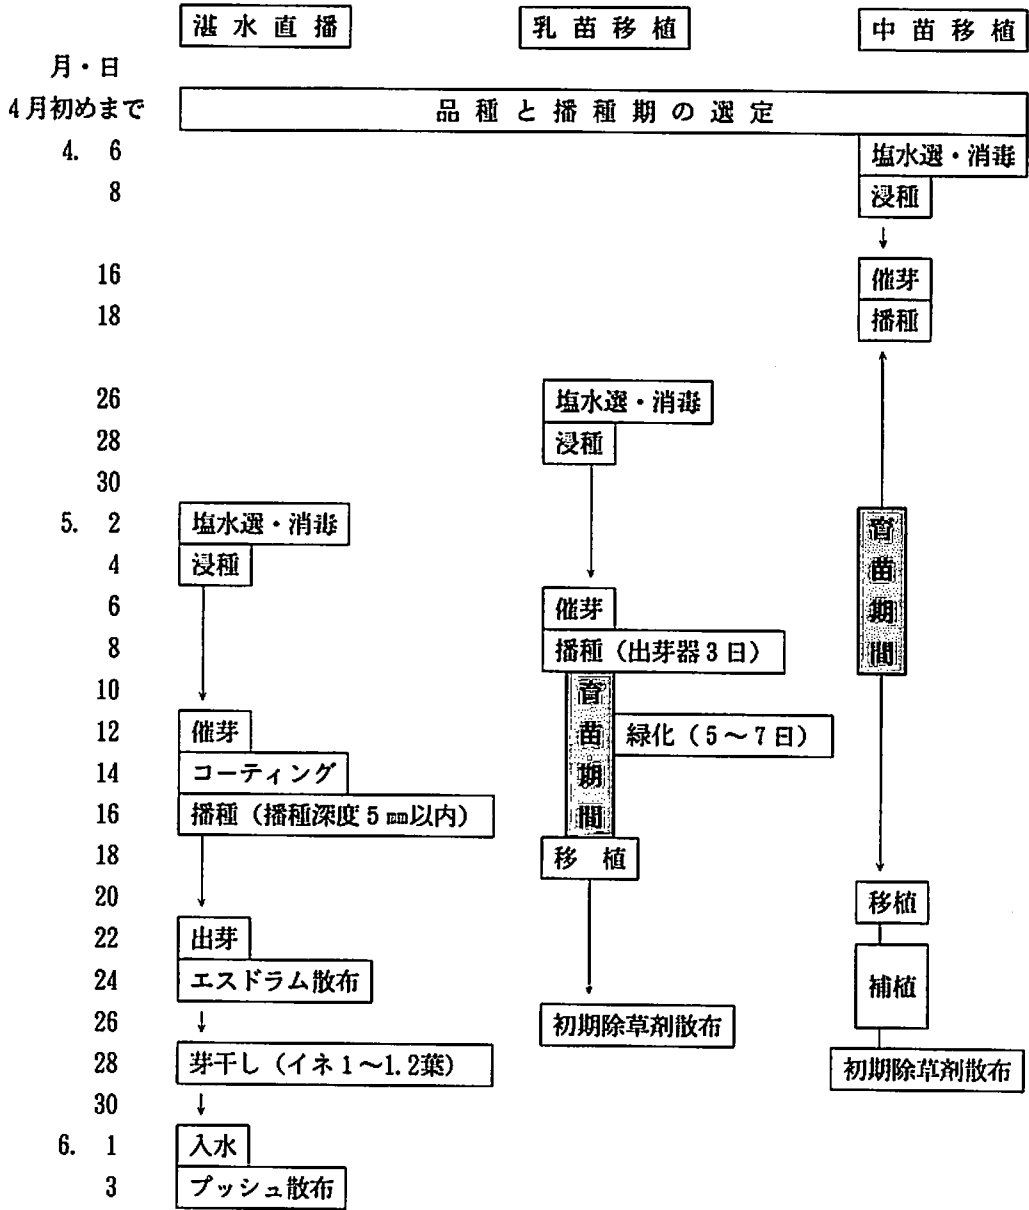 湛水直播 乳苗移植 中苗移植
月・日
4月初めまで 品種と播種期の選定
4. 6 塩水選・消毒
8 浸種
↓
16 催芽
18 播種
26 塩水選・消毒
28 浸種
30
5. 2 塩水選・消毒
4 浸種
6 催芽
8 播種（出芽器3日）
10
12 催芽 緑化（5～7日）
14 コーティング
16 播種（播種深度5㎜以内）
育苗期間
育苗期間
18 移植
20 移植
22 出芽
24 エスドラム散布 補植
26 ↓ 初期除草剤散布
28 芽干し（イネ1～1.2葉） 初期除草剤散布
30 ↓
6. 1 入水
3 プッシュ散布